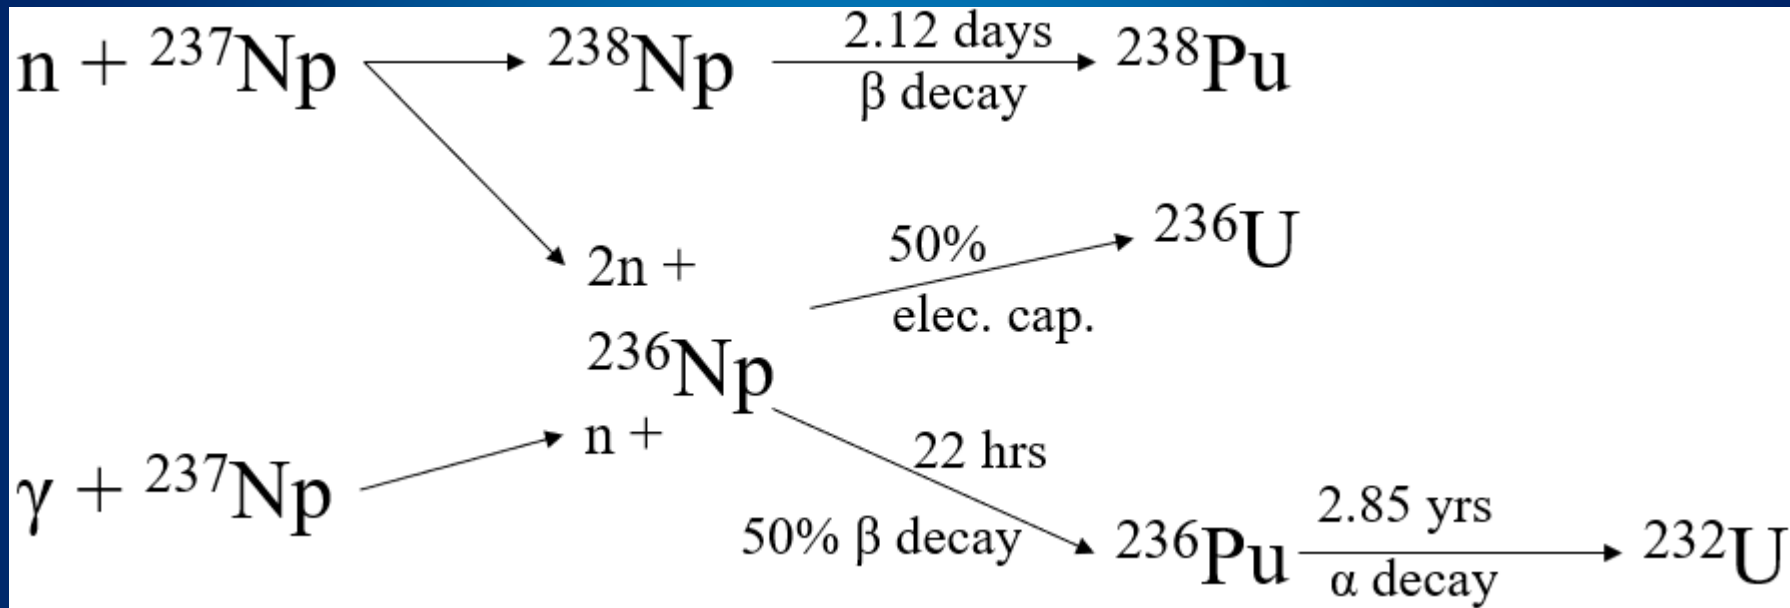 n + ²³⁷Np
²³⁸Np
2.12 days
β decay
²³⁸Pu
2n +
²³⁶Np
n +
50%
elec. cap.
²³⁶U
γ + ²³⁷Np
22 hrs
50% β decay
²³⁶Pu
2.85 yrs
α decay
²³²U